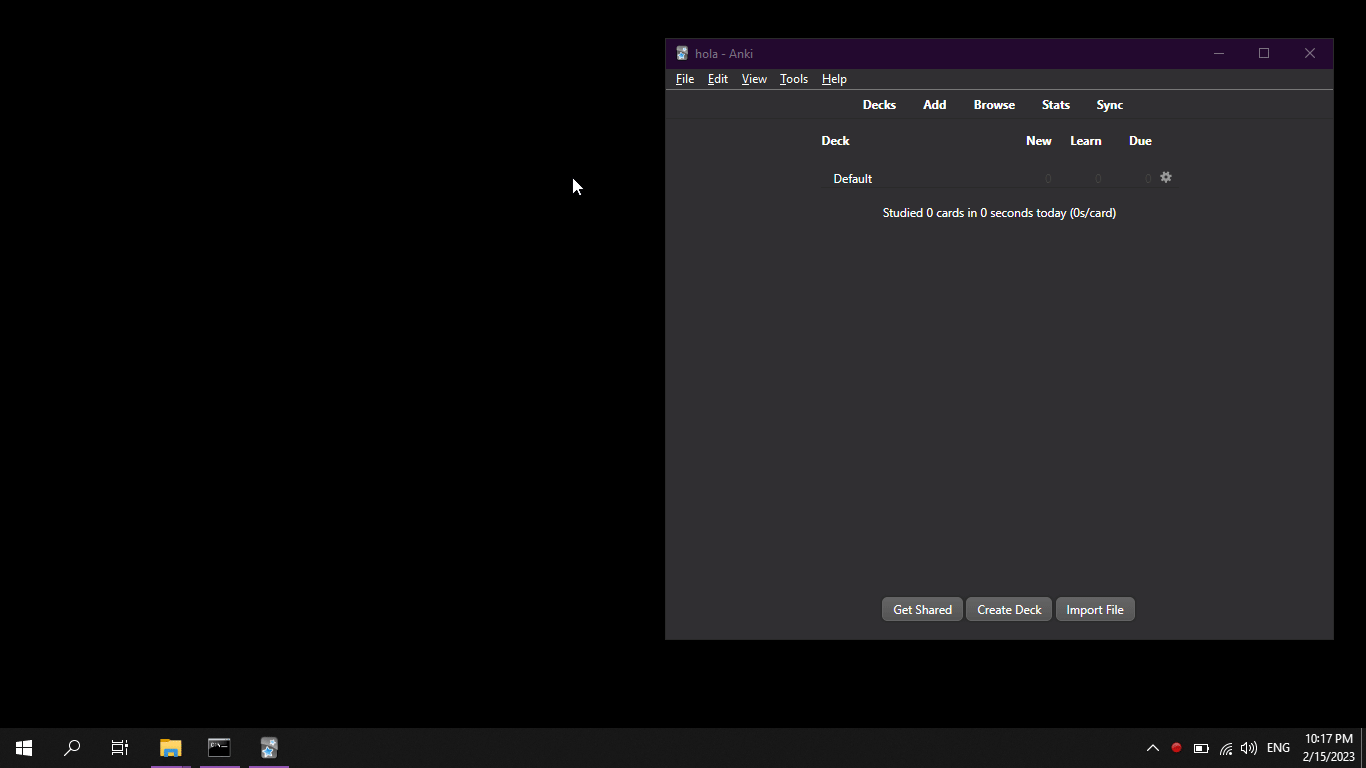 hola - Anki
File Edit View Tools Help
Decks Add Browse Stats Sync
Deck New Learn Due
Default 0 0 0
Studied 0 cards in 0 seconds today (0s/card)
Get Shared Create Deck Import File
ENG
10:17 PM
2/15/2023